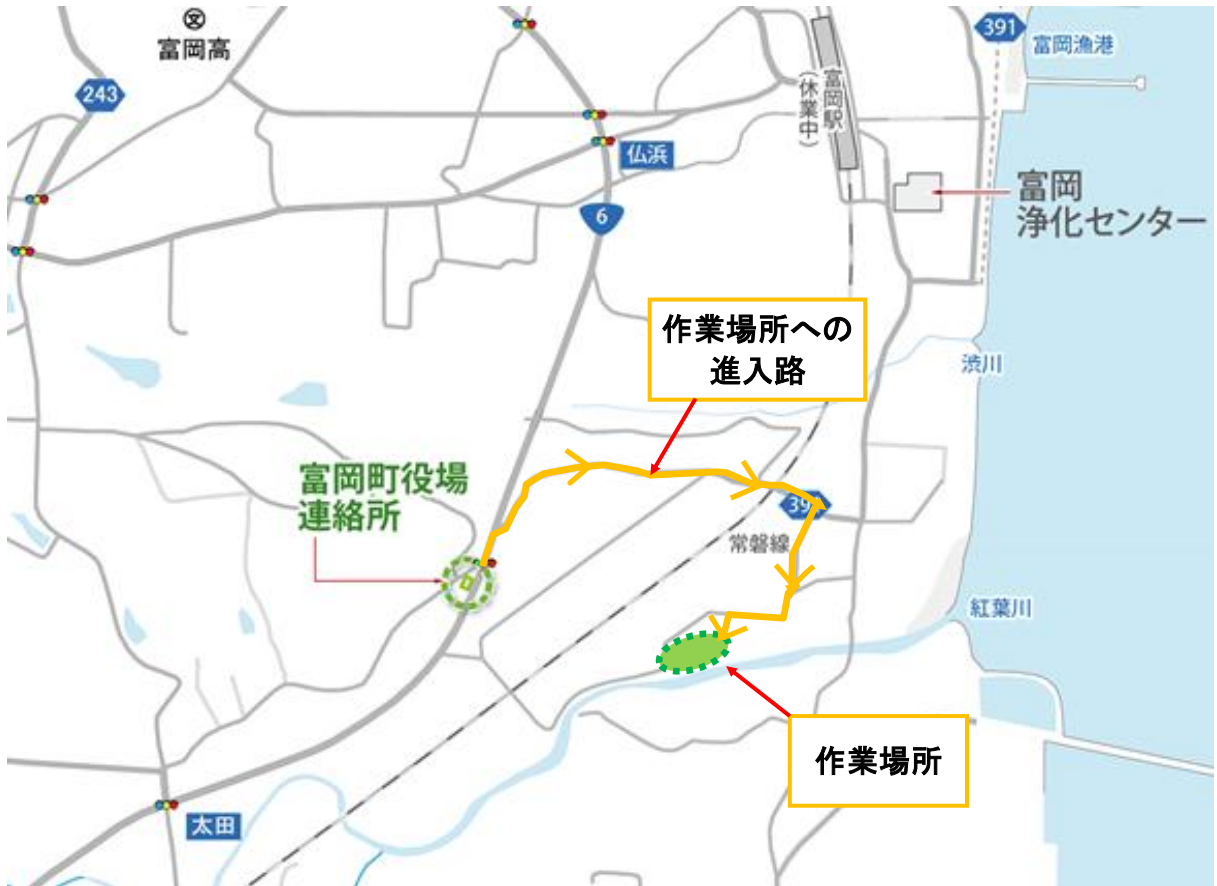 文
富岡高
243
391
富岡漁港
富岡駅
(休業中)
仏浜
6
富岡
浄化センター
作業場所への
進入路
渋川
富岡町役場
連絡所
常磐線
紅葉川
作業場所
太田